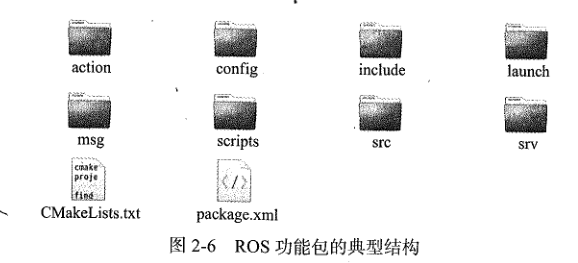 action config include launch
msg scripts src srv
cmake
proje
find
</>
CMakeLists.txt package.xml
图 2-6 ROS 功能包的典型结构